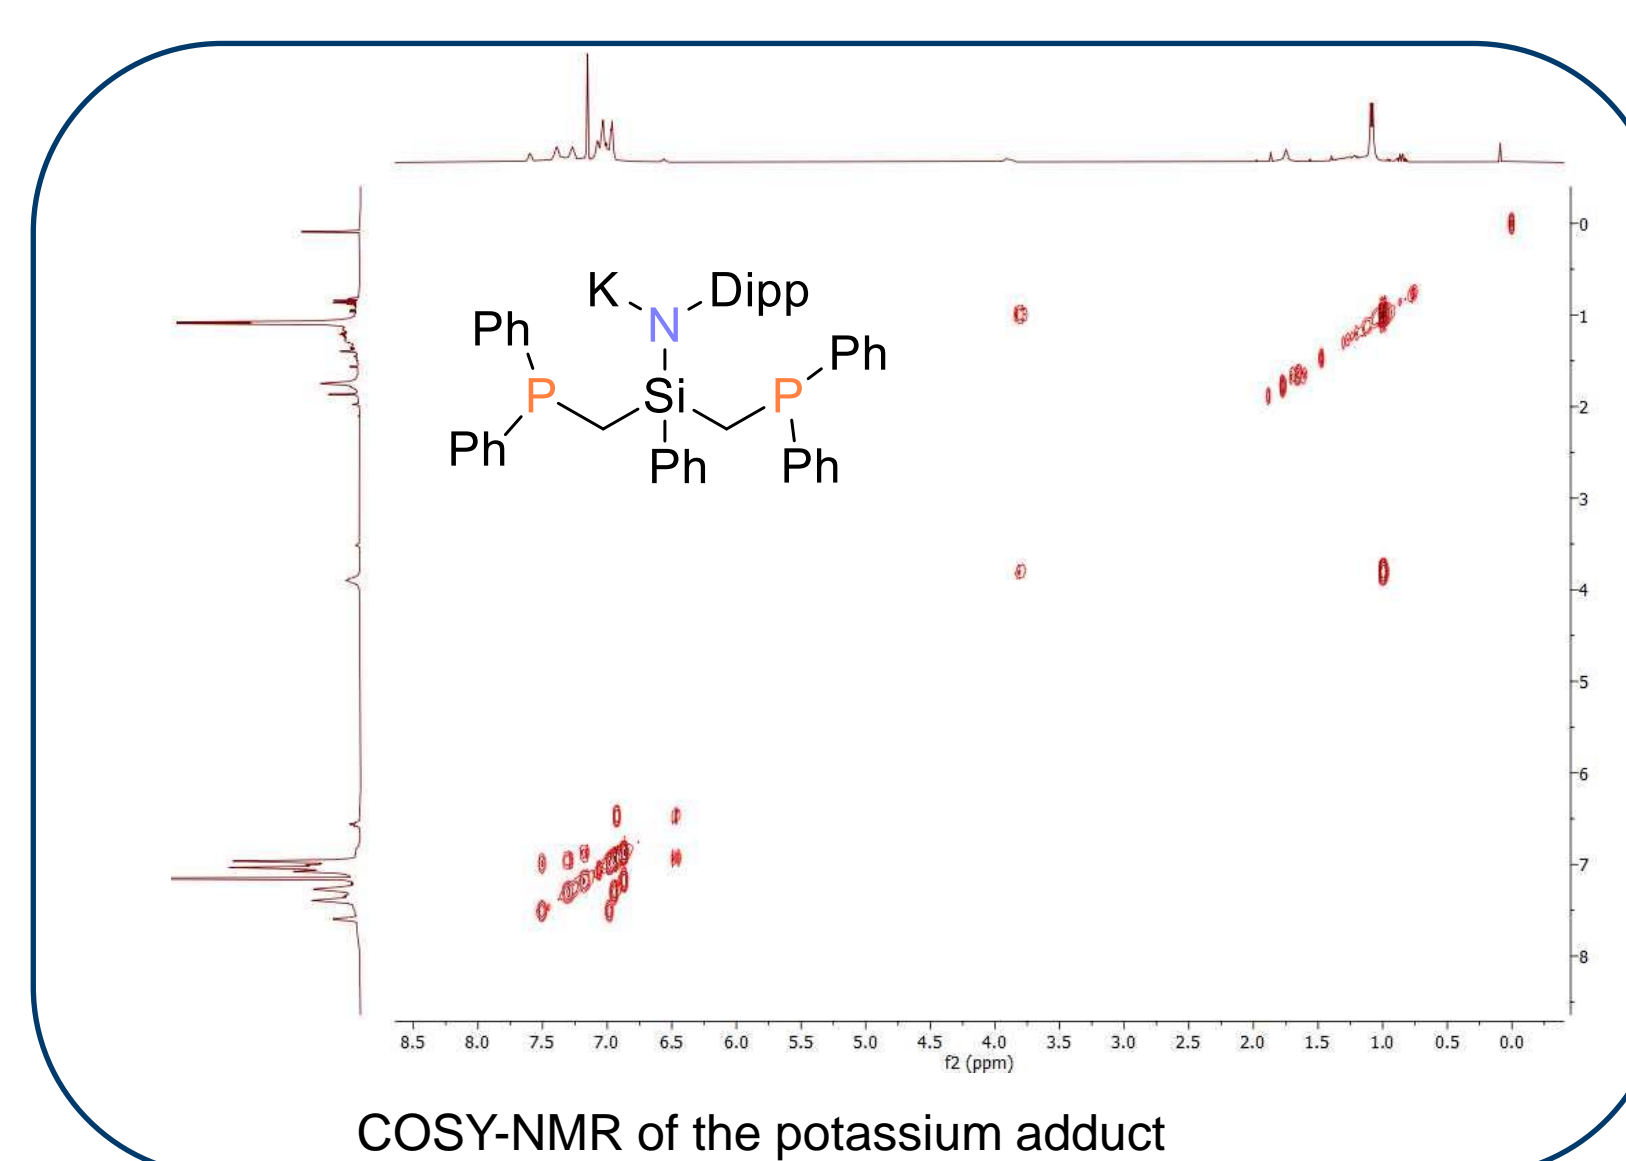 K
Dipp
N
Ph
Ph
P
Si
P
Ph
Ph
Ph
0
1
2
3
4
5
6
7
8
8.5 8.0 7.5 7.0 6.5 6.0 5.5 5.0 4.5 4.0 3.5 3.0 2.5 2.0 1.5 1.0 0.5 0.0
f2 (ppm)
COSY-NMR of the potassium adduct